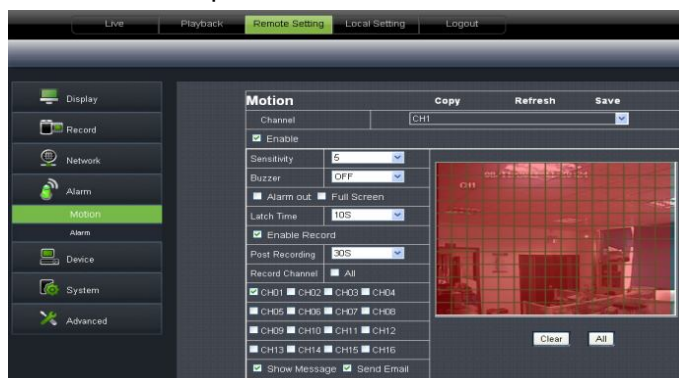 Live Playback Remote Setting Local Setting Logout
Display
Record
Network
Alarm
Motion
Alarm
Device
System
Advanced
Motion Copy Refresh Save
Channel CH1
Enable
Sensitivity 5
Buzzer OFF
Alarm out Full Screen
Latch Time 10S
Enable Record
Post Recording 30S
Record Channel All
CH01 CH02 CH03 CH04
CH05 CH06 CH07 CH08
CH09 CH10 CH11 CH12
CH13 CH14 CH15 CH16
Show Message Send Email
CH1
Clear All